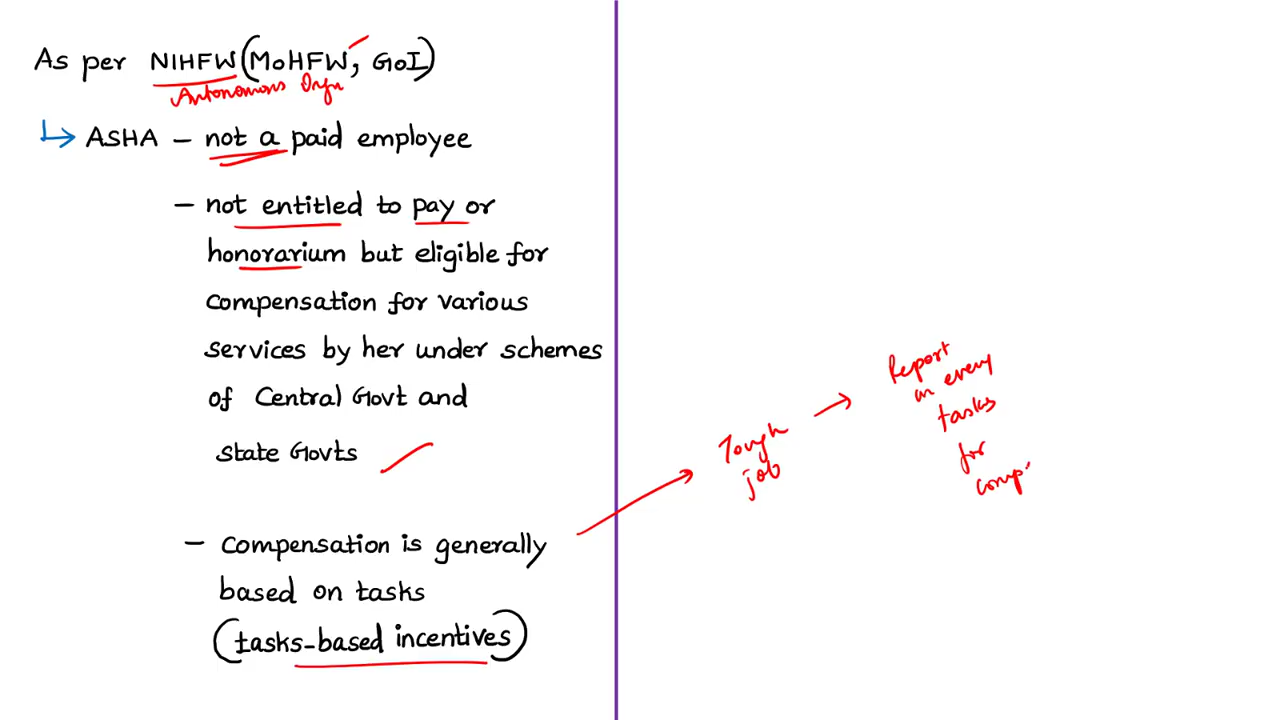 As per NIHFW (MoHFW, GoI)
Autonomous Orgn
↳ ASHA – not a paid employee
– not entitled to pay or
honorarium but eligible for
compensation for various
services by her under schemes
of Central Govt and
state Govts
– compensation is generally
based on tasks
(tasks-based incentives)
Tough
job
Report
on every
tasks
for
comp.